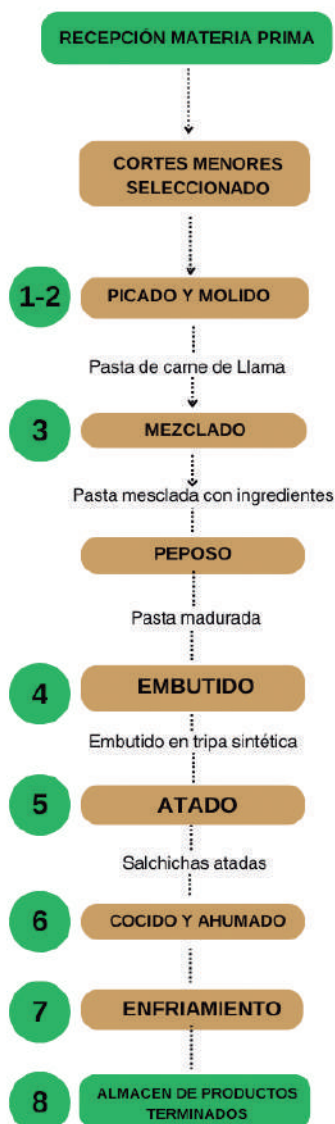 RECEPCIÓN MATERIA PRIMA
CORTES MENORES
SELECCIONADO
1-2
PICADO Y MOLIDO
Pasta de carne de Llama
3
MEZCLADO
Pasta mesclada con ingredientes
PEPOSO
Pasta madurada
4
EMBUTIDO
Embutido en tripa sintética
5
ATADO
Salchichas atadas
6
COCIDO Y AHUMADO
7
ENFRIAMIENTO
8
ALMACEN DE PRODUCTOS
TERMINADOS